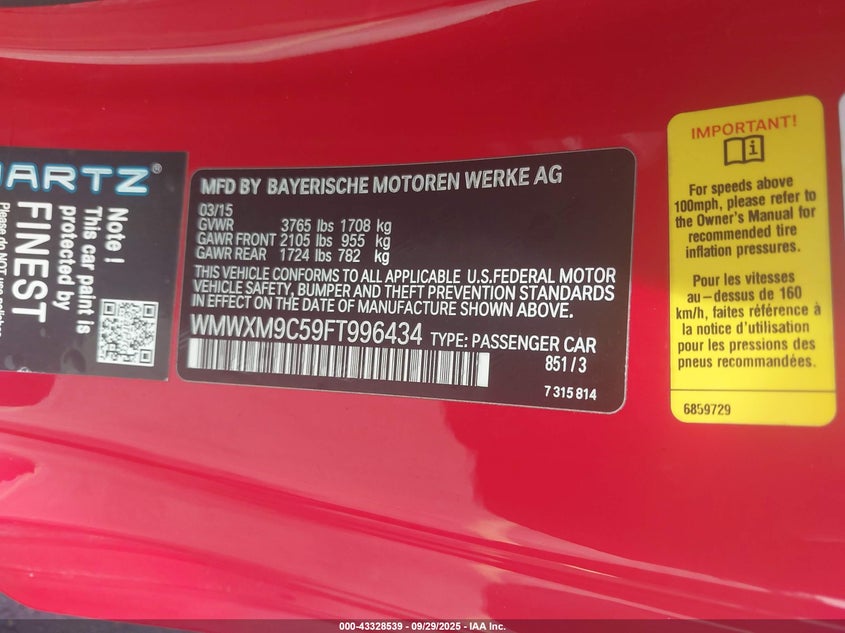 ARTZ®
Note !
This car paint is
protected by
FINEST
MFD BY BAYERISCHE MOTOREN WERKE AG
03/15
GVWR 3765 lbs 1708 kg
GAWR FRONT 2105 lbs 955 kg
GAWR REAR 1724 lbs 782 kg
THIS VEHICLE CONFORMS TO ALL APPLICABLE U.S.FEDERAL MOTOR
VEHICLE SAFETY, BUMPER AND THEFT PREVENTION STANDARDS
IN EFFECT ON THE DATE OF MANUFACTURE SHOWN ABOVE.
WMWXM9C59FT996434 TYPE: PASSENGER CAR
851/3
7 315 814
IMPORTANT!
For speeds above
100mph, please refer to
the Owner's Manual for
recommended tire
inflation pressures.
Pour les vitesses
au-dessus de 160
km/h, faites référence à
la notice d'utilisation
pour les pressions des
pneus recommandées.
6859729
000-43328539 - 09/29/2025 - IAA Inc.